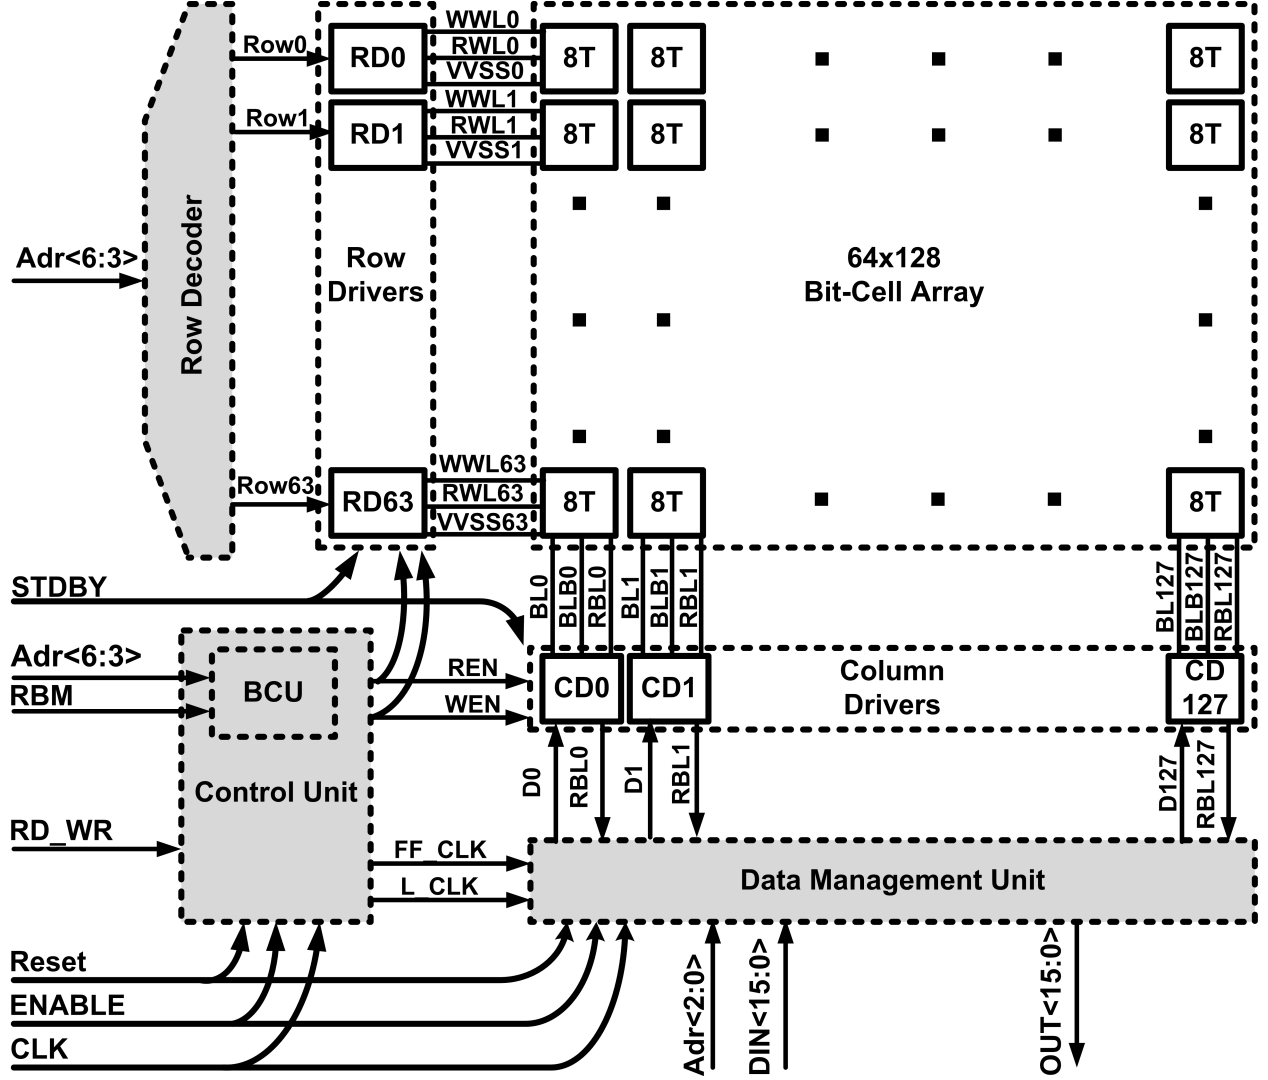 WWL0
Row0
RD0
RWL0
8T
8T
8T
VVSS0
WWL1
Row1
RD1
RWL1
8T
8T
8T
VVSS1
Adr<6:3>
Row Decoder
Row
Drivers
64x128
Bit-Cell Array
WWL63
Row63
RD63
RWL63
8T
8T
8T
VVSS63
STDBY
BL0
BLB0
RBL0
BL1
BLB1
RBL1
BL127
BLB127
RBL127
Adr<6:3>
RBM
BCU
REN
WEN
CD0
CD1
Column
Drivers
CD
127
Control Unit
D0
RBL0
D1
RBL1
D127
RBL127
RD_WR
FF_CLK
L_CLK
Data Management Unit
Reset
ENABLE
CLK
Adr<2:0>
DIN<15:0>
OUT<15:0>